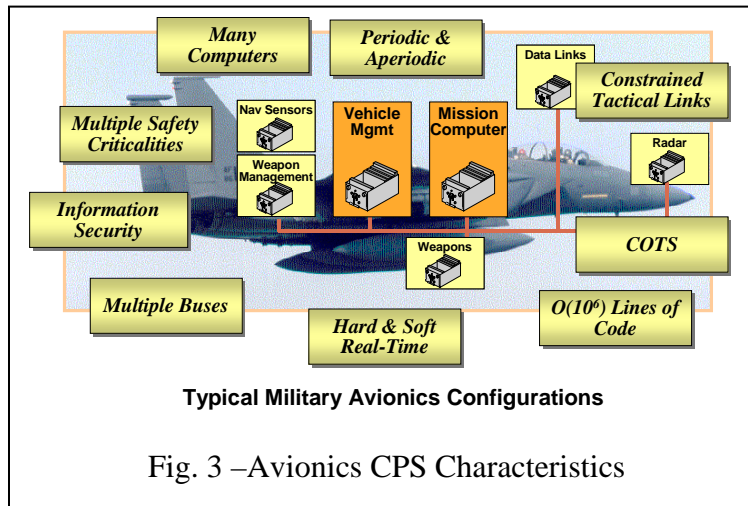 Many
Computers
Periodic &
Aperiodic
Data Links
Constrained
Tactical Links
Nav Sensors
Vehicle
Mgmt
Mission
Computer
Multiple Safety
Criticalities
Radar
Weapon
Management
Information
Security
COTS
Weapons
Multiple Buses
Hard & Soft
Real-Time
O(10⁶) Lines of
Code
Typical Military Avionics Configurations
Fig. 3 –Avionics CPS Characteristics